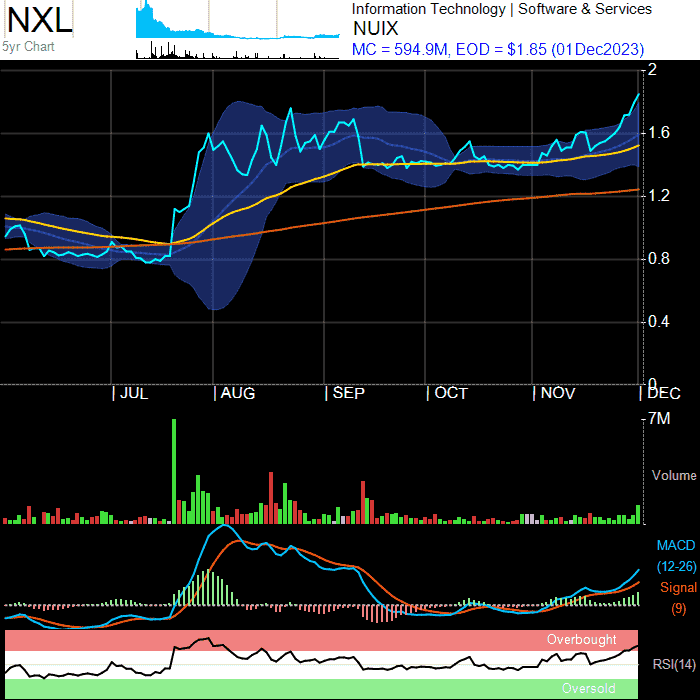 NXL
5yr Chart
Information Technology | Software & Services
NUIX
MC = 594.9M, EOD = $1.85 (01Dec2023)
2
1.6
1.2
0.8
0.4
0
JUL AUG SEP OCT NOV DEC
7M
Volume
MACD
(12-26)
Signal
(9)
Overbought
RSI(14)
Oversold